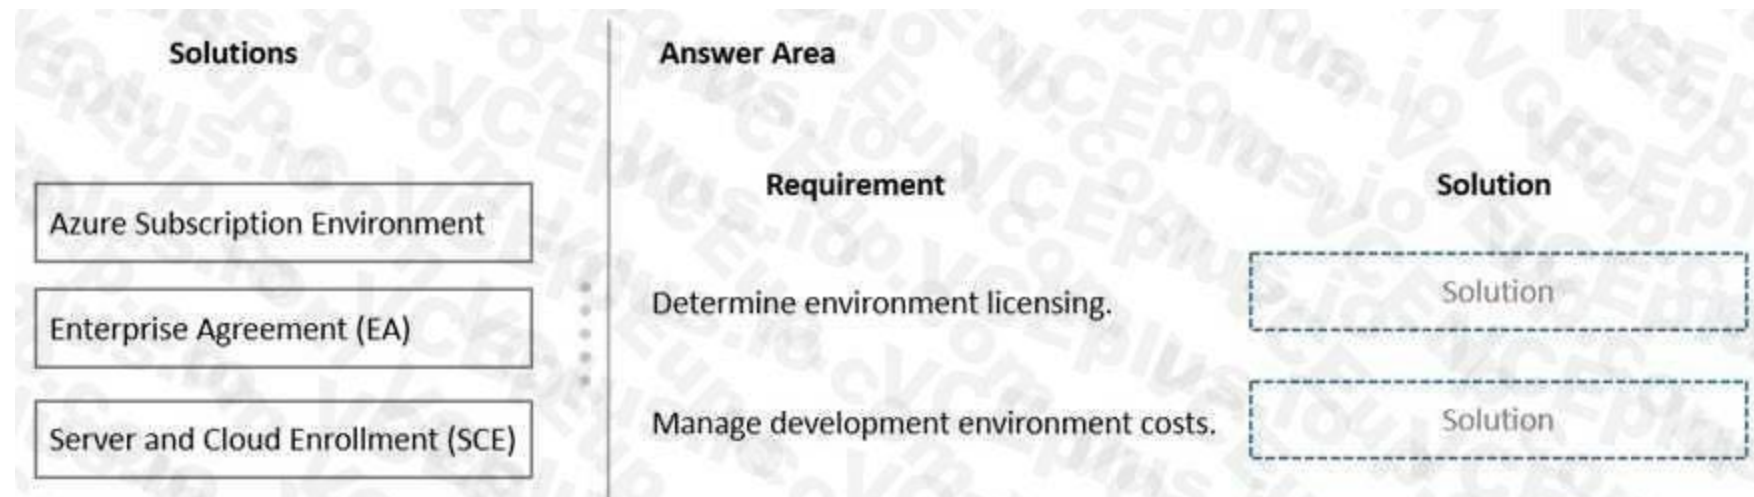 Solutions
Answer Area
Requirement
Solution
Azure Subscription Environment
Enterprise Agreement (EA)
Server and Cloud Enrollment (SCE)
Determine environment licensing.
Solution
Manage development environment costs.
Solution